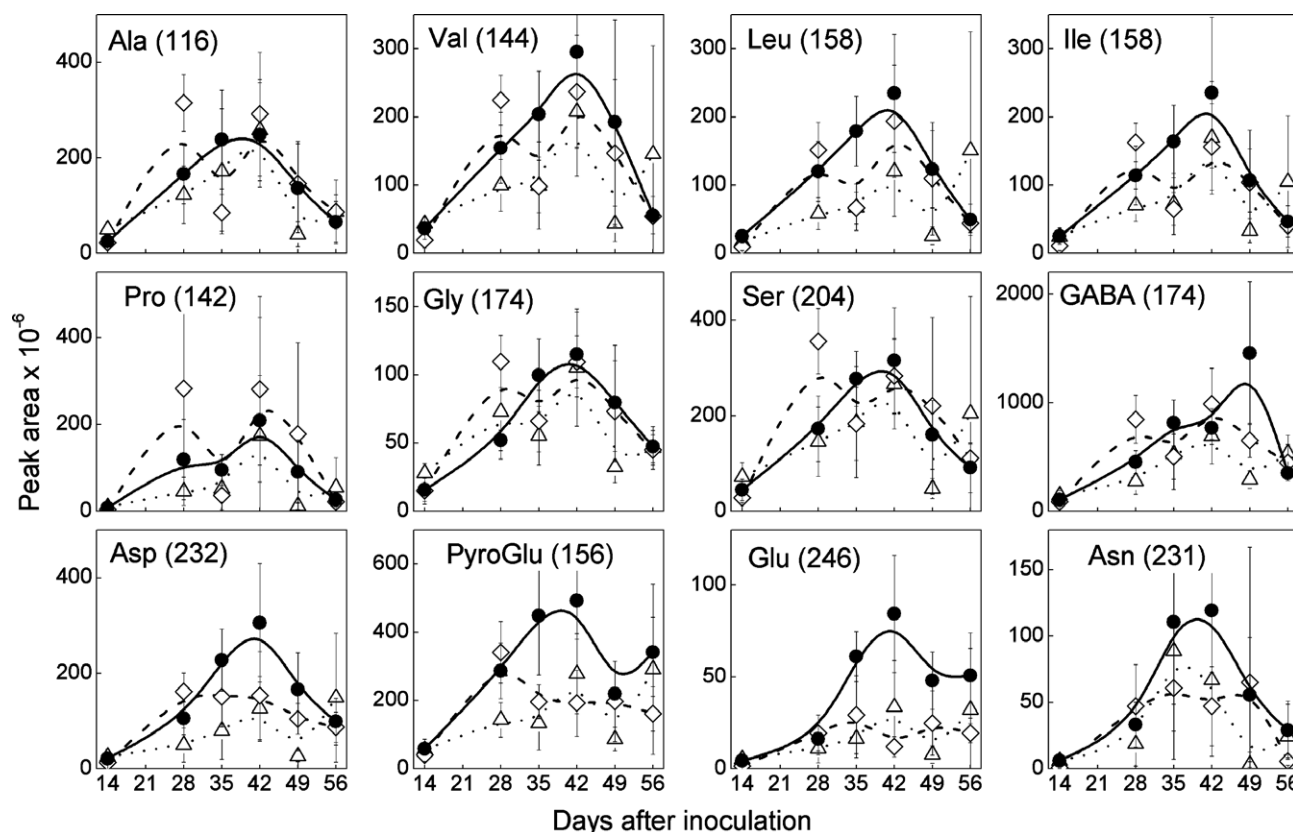 Ala (116) Val (144) Leu (158) Ile (158)
400 300 300 300
200 200 200 200
100 100 100
0 0 0 0
Pro (142) Gly (174) Ser (204) GABA (174)
400 150 400 2000
200 100 200 1000
50
0 0 0 0
Asp (232) PyroGlu (156) Glu (246) Asn (231)
400 600 100 150
200 400 50 100
200 50
0 0 0 0
14 21 28 35 42 49 56 14 21 28 35 42 49 56 14 21 28 35 42 49 56 14 21 28 35 42 49 56
Peak area x 10⁻⁶
Days after inoculation